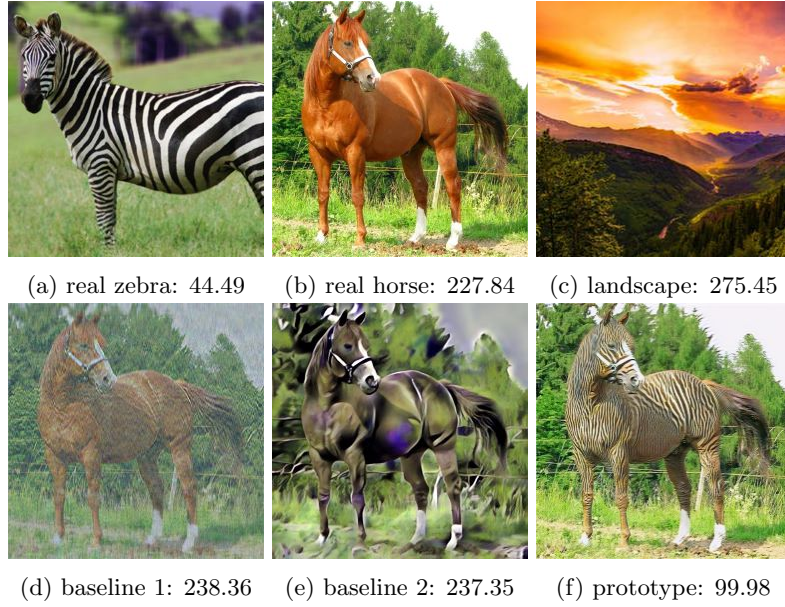 (a) real zebra: 44.49
(b) real horse: 227.84
(c) landscape: 275.45
(d) baseline 1: 238.36
(e) baseline 2: 237.35
(f) prototype: 99.98